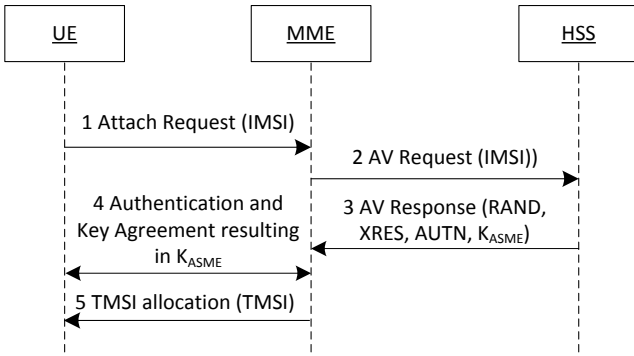 UE
MME
HSS
1 Attach Request (IMSI)
2 AV Request (IMSI))
3 AV Response (RAND,
XRES, AUTN, KASME)
4 Authentication and
Key Agreement resulting
in KASME
5 TMSI allocation (TMSI)